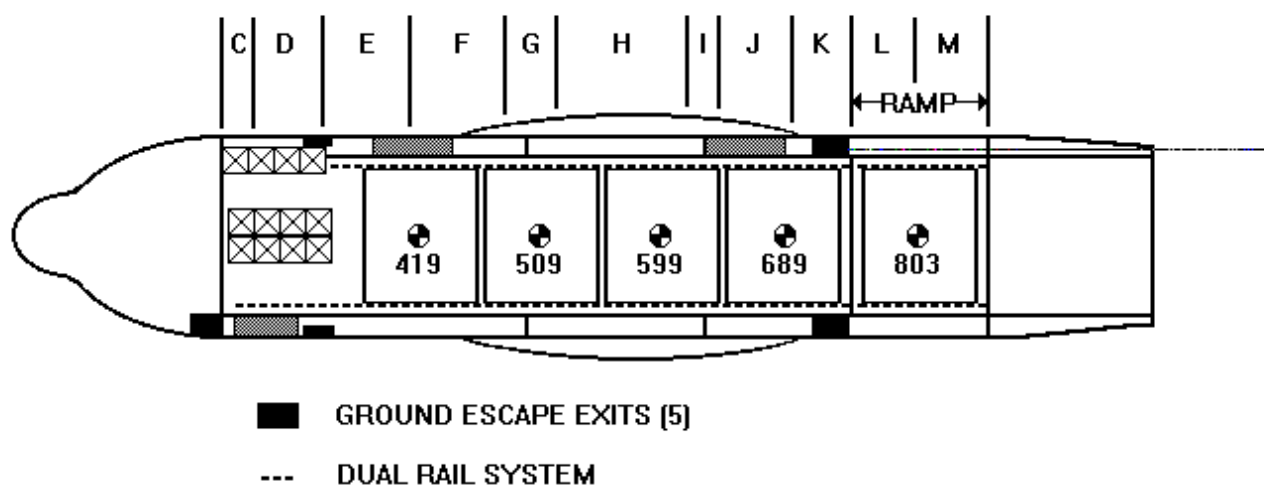 C D E F G H I J K L M
RAMP
419 509 599 689 803
GROUND ESCAPE EXITS (5)
DUAL RAIL SYSTEM